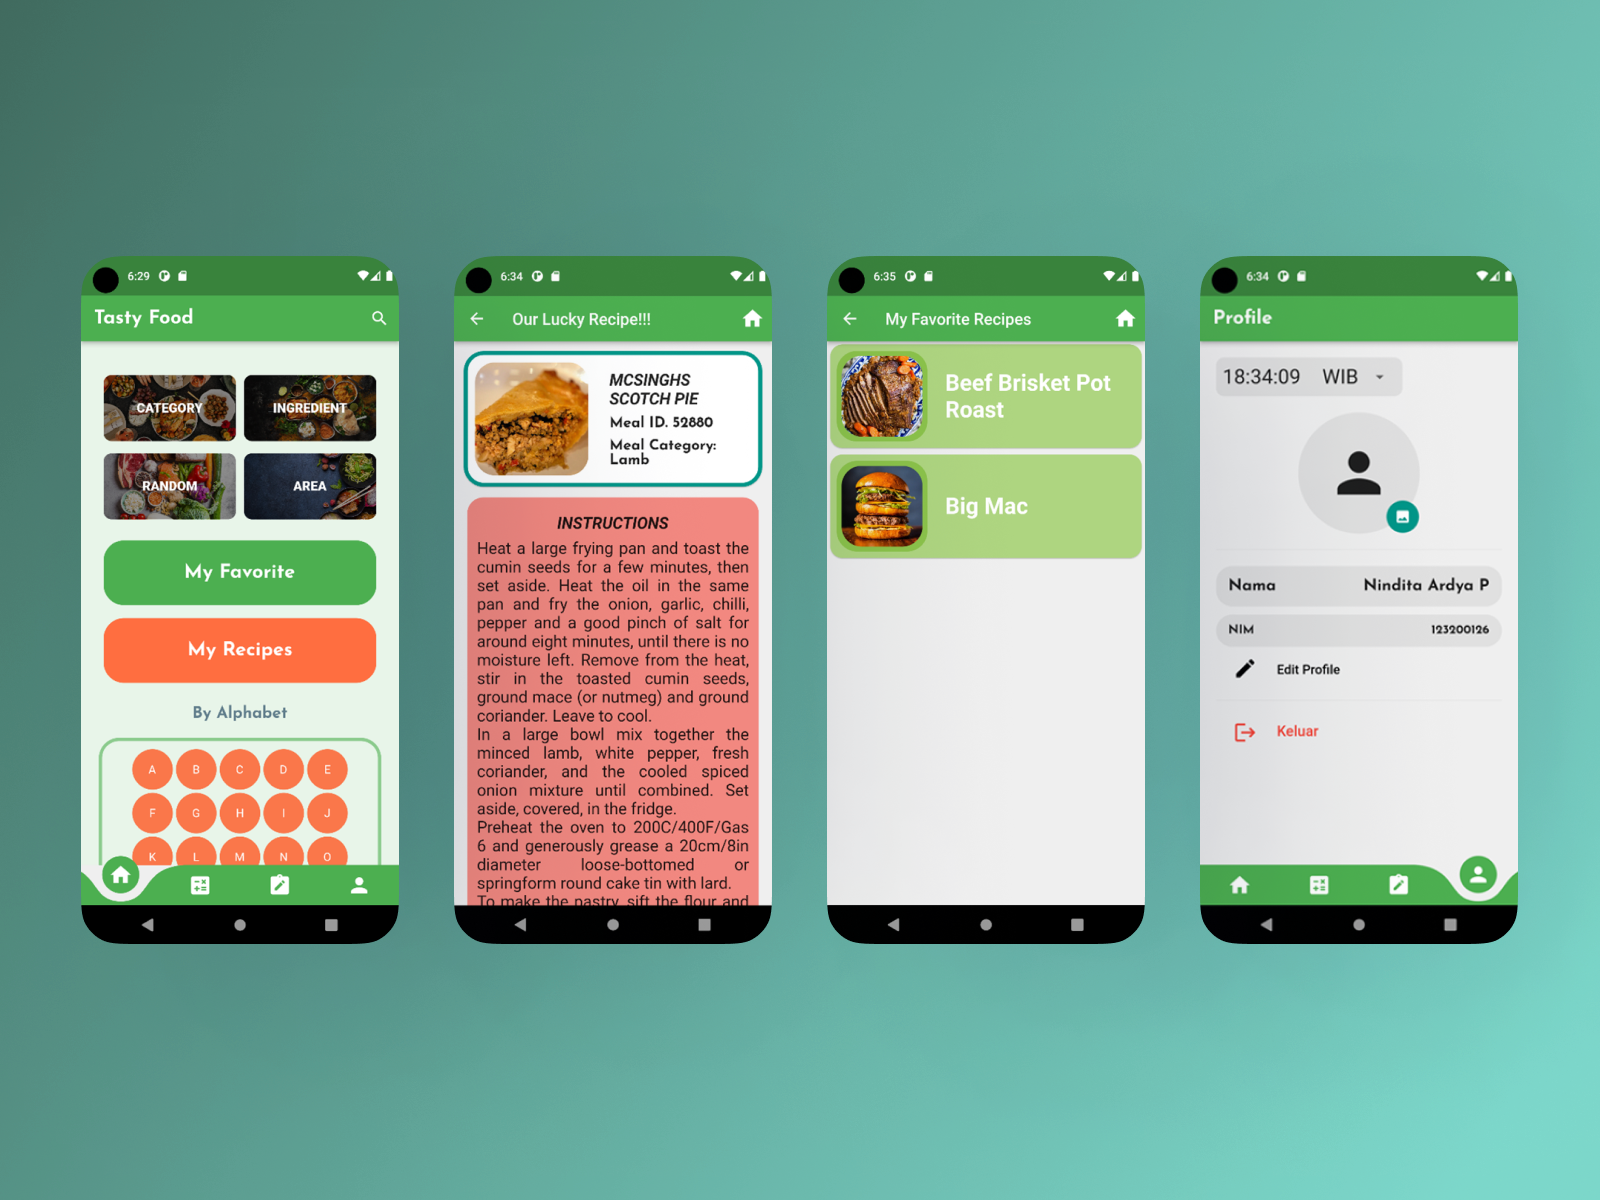 6:29
Tasty Food
CATEGORY
INGREDIENT
RANDOM
AREA
My Favorite
My Recipes
By Alphabet
A B C D E
F G H I J
K L M N O
6:34
Our Lucky Recipe!!!
MCSINGHS
SCOTCH PIE
Meal ID. 52880
Meal Category:
Lamb
INSTRUCTIONS
Heat a large frying pan and toast the
cumin seeds for a few minutes, then
set aside. Heat the oil in the same
pan and fry the onion, garlic, chilli,
pepper and a good pinch of salt for
around eight minutes, until there is no
moisture left. Remove from the heat,
stir in the toasted cumin seeds,
ground mace (or nutmeg) and ground
coriander. Leave to cool.
In a large bowl mix together the
minced lamb, white pepper, fresh
coriander, and the cooled spiced
onion mixture until combined. Set
aside, covered, in the fridge.
Preheat the oven to 200C/400F/Gas
6 and generously grease a 20cm/8in
diameter loose-bottomed or
springform round cake tin with lard.
To make the pastry, sift the flour and
6:35
My Favorite Recipes
Beef Brisket Pot
Roast
Big Mac
6:34
Profile
18:34:09 WIB
Nama Nindita Ardya P
NIM 123200126
Edit Profile
Keluar